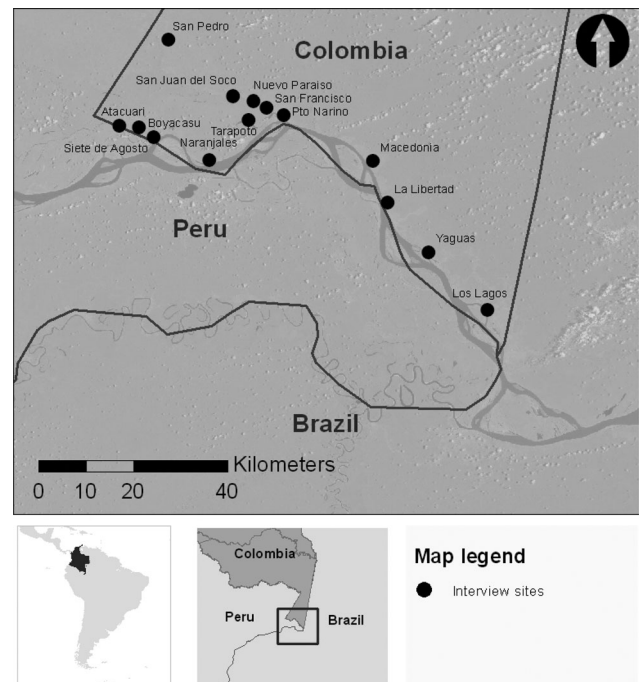 San Pedro
Colombia
San Juan del Soco
Nuevo Paraiso
San Francisco
Atacuari
Boyacasu
Tarapoto
Pto Narino
Siete de Agosto
Naranjales
Macedonia
La Libertad
Peru
Yaguas
Los Lagos
Brazil
Kilometers
0 10 20 40
Colombia
Peru
Brazil
Map legend
Interview sites